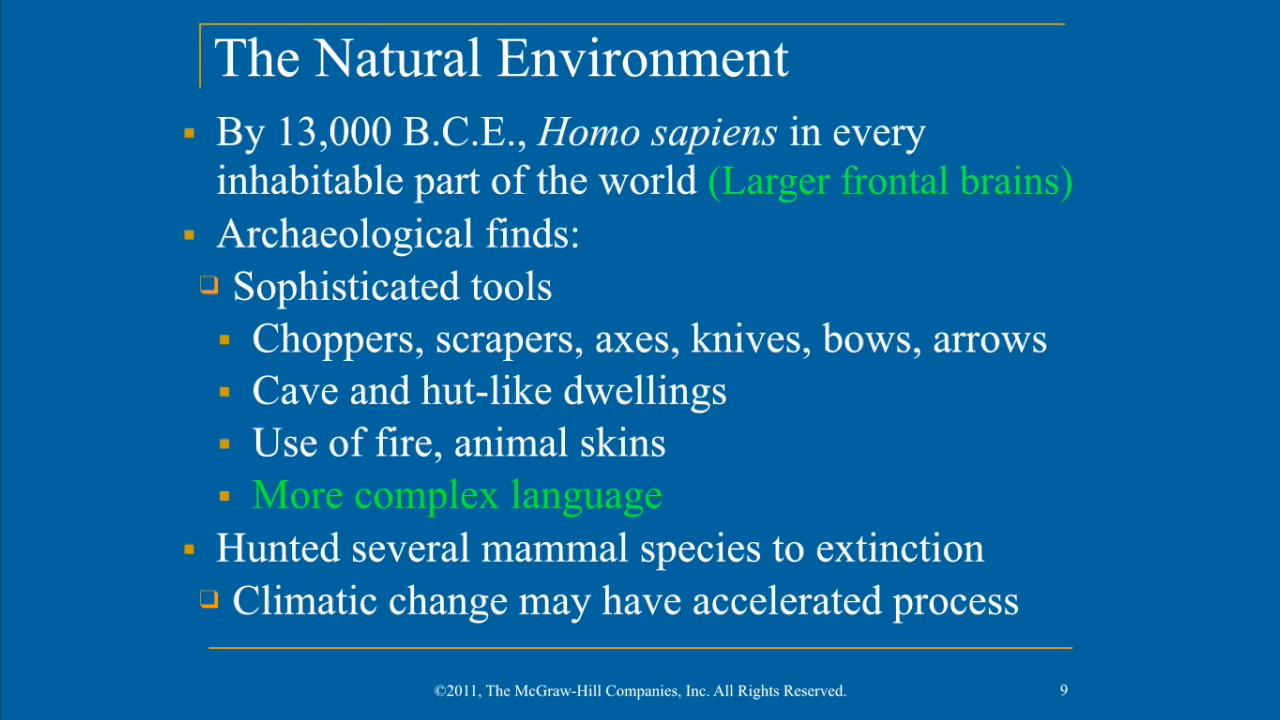 The Natural Environment
By 13,000 B.C.E., Homo sapiens in every
inhabitable part of the world (Larger frontal brains)
Archaeological finds:
Sophisticated tools
Choppers, scrapers, axes, knives, bows, arrows
Cave and hut-like dwellings
Use of fire, animal skins
More complex language
Hunted several mammal species to extinction
Climatic change may have accelerated process
©2011, The McGraw-Hill Companies, Inc. All Rights Reserved.
9